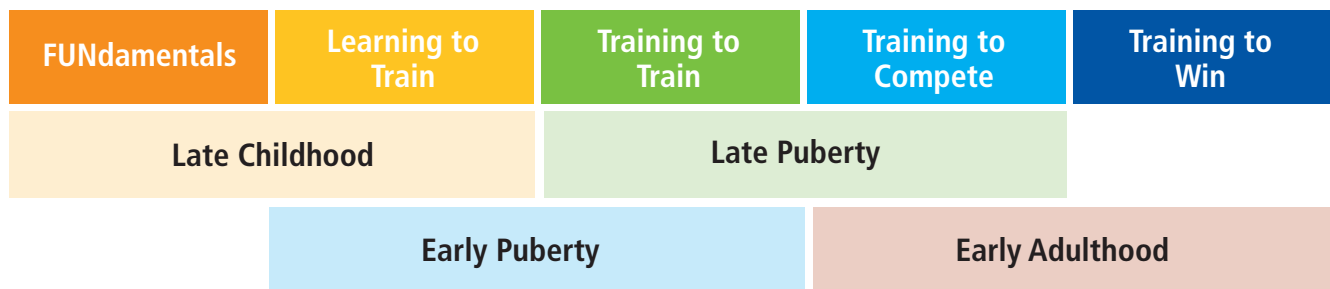 FUNdamentals
Learning to
Train
Training to
Train
Training to
Compete
Training to
Win
Late Childhood
Late Puberty
Early Puberty
Early Adulthood